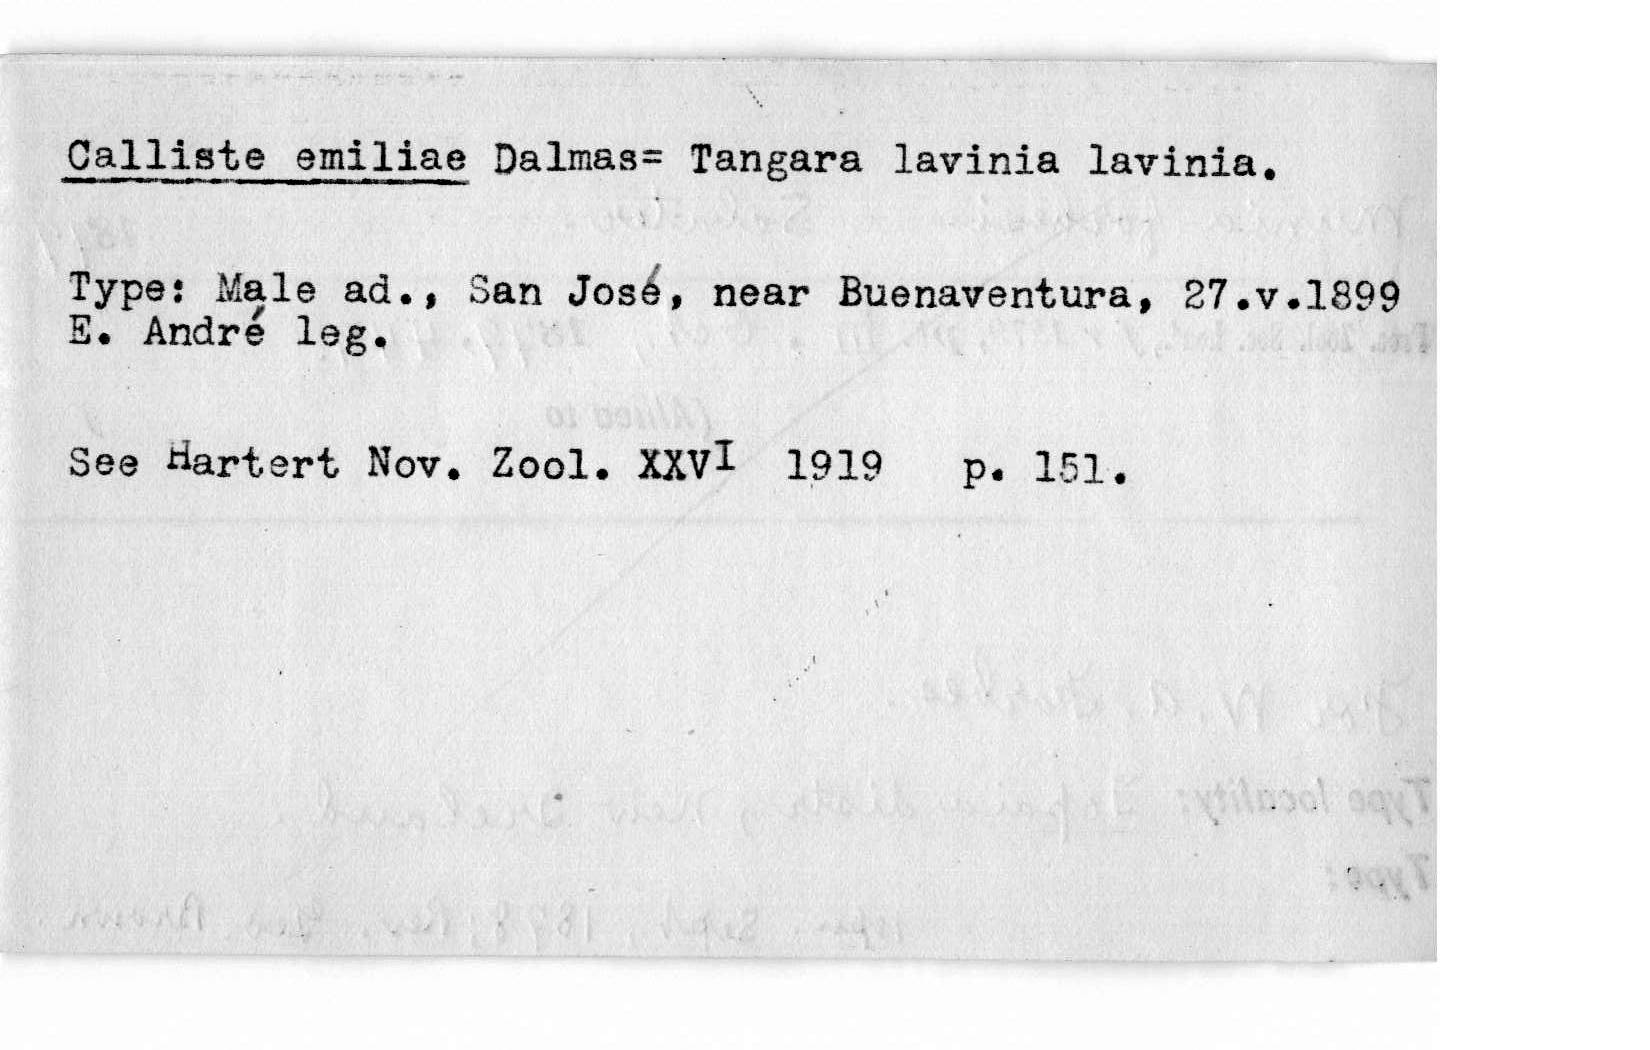 Calliste emiliae Dalmas= Tangara lavinia lavinia.
Type: Male ad., San José, near Buenaventura, 27.v.1899
E. André leg.
See Hartert Nov. Zool. XXVI 1919 p. 151.